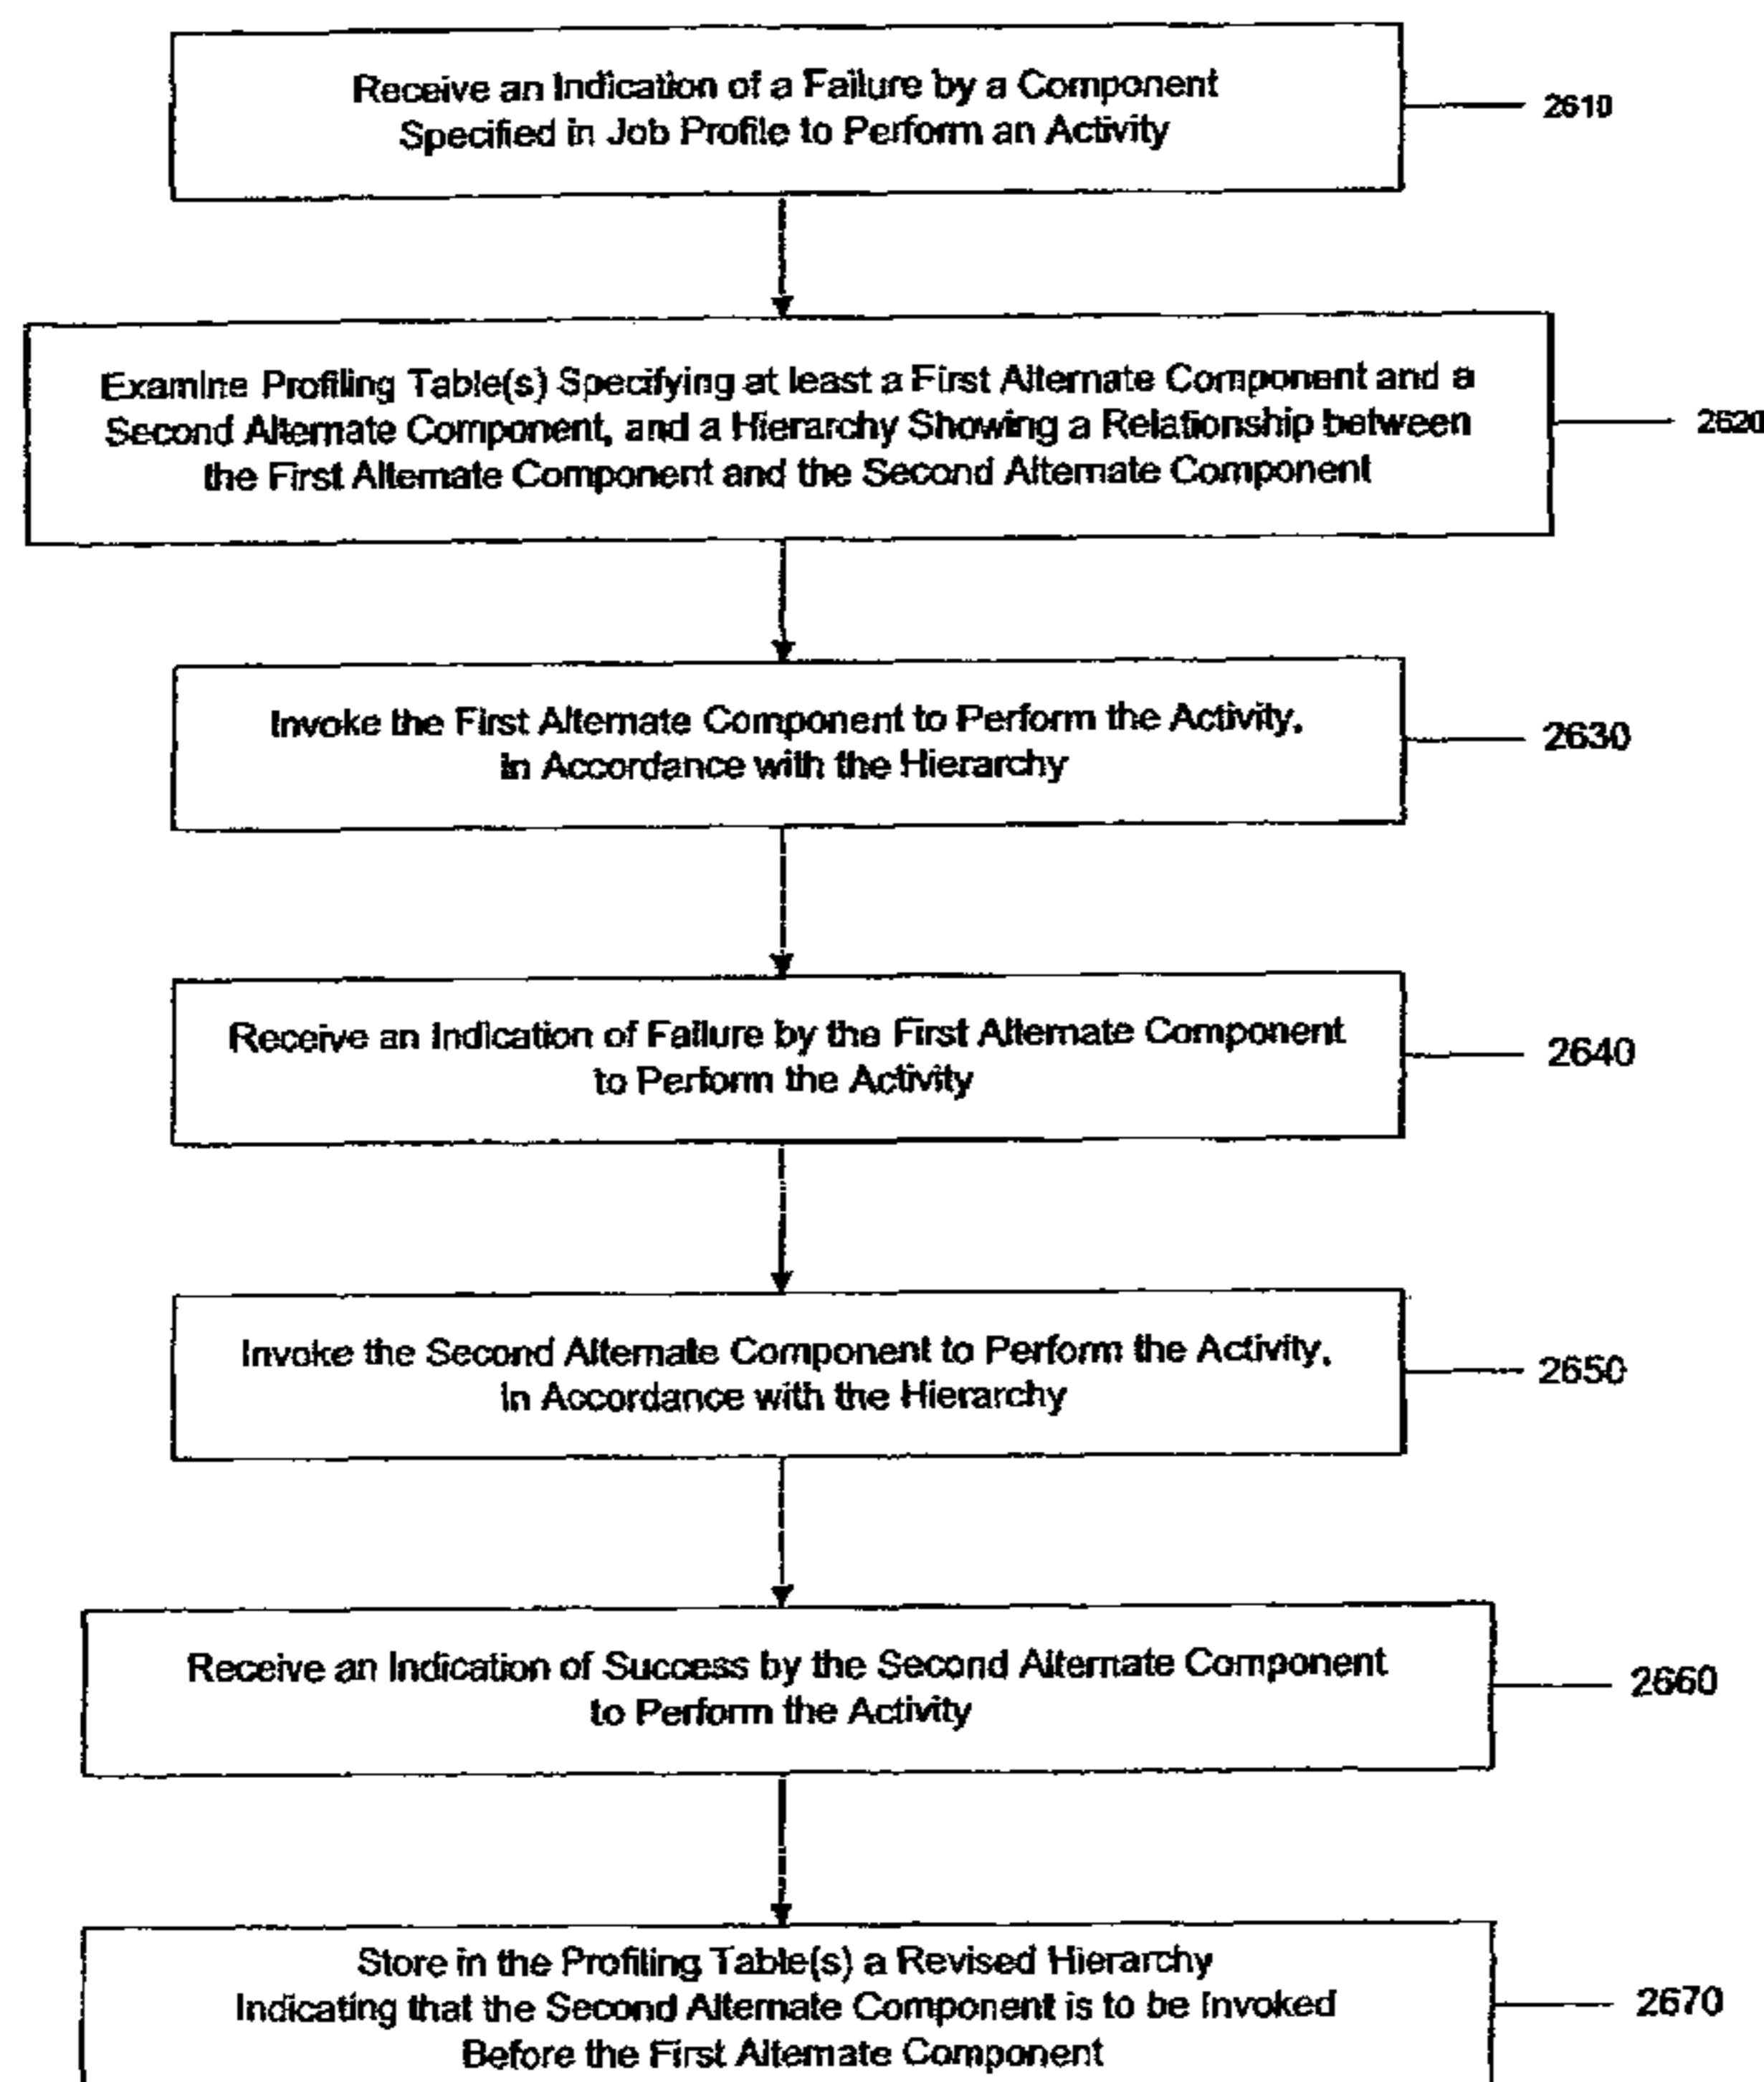 Receive an Indication of a Failure by a Component
Specified in Job Profile to Perform an Activity
2610
Examine Profiling Table(s) Specifying at least a First Alternate Component and a
Second Alternate Component, and a Hierarchy Showing a Relationship between
the First Alternate Component and the Second Alternate Component
2620
Invoke the First Alternate Component to Perform the Activity,
in Accordance with the Hierarchy
2630
Receive an Indication of Failure by the First Alternate Component
to Perform the Activity
2640
Invoke the Second Alternate Component to Perform the Activity,
in Accordance with the Hierarchy
2650
Receive an Indication of Success by the Second Alternate Component
to Perform the Activity
2660
Store in the Profiling Table(s) a Revised Hierarchy
Indicating that the Second Alternate Component is to be Invoked
Before the First Alternate Component
2670